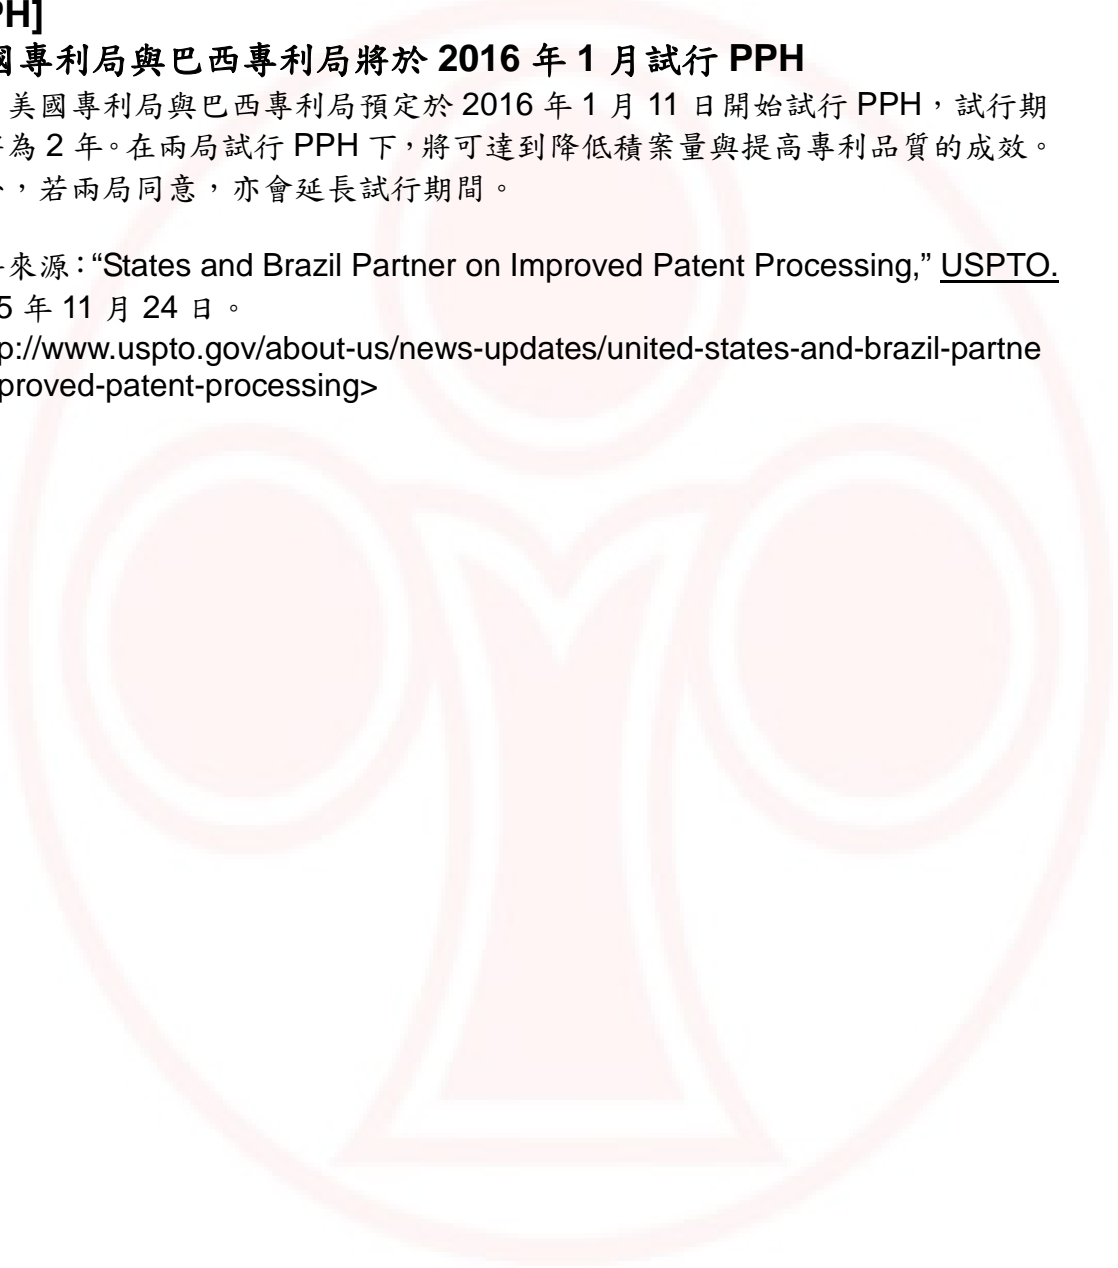 PH]
國專利局與巴西專利局將於 2016 年 1 月試行 PPH
美國專利局與巴西專利局預定於 2016 年 1 月 11 日開始試行 PPH，試行期
為 2 年。在兩局試行 PPH 下，將可達到降低積案量與提高專利品質的成效。
，若兩局同意，亦會延長試行期間。
來源：“States and Brazil Partner on Improved Patent Processing,” USPTO.
5 年 11 月 24 日。
p://www.uspto.gov/about-us/news-updates/united-states-and-brazil-partne
proved-patent-processing>